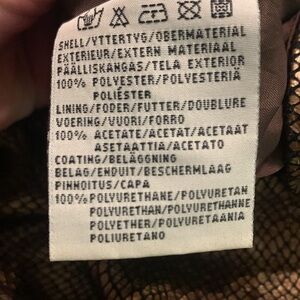 SHELL/YTTERTYG/OBERMATERIAL
EXTERIEUR/EXTERN MATERIAAL
PÄÄLLISKANGAS/TELA EXTERIOR
100% POLYESTER/POLYESTERIÄ
POLIÉSTER
LINING/FODER/FUTTER/DOUBLURE
VOERING/VUORI/FORRO
100% ACETATE/ACETAT/ACETAAT
ASETAATTIA/ACETATO
COATING/BELÄGGNING
BELAG/ENDUIT/BESCHERMLAAG
PINNOITUS/CAPA
100% POLYURETHANE/POLYURETAN
POLYURETHAN/POLYURETHANNE
POLYETHER/POLYURETAANIA
POLIURETANO